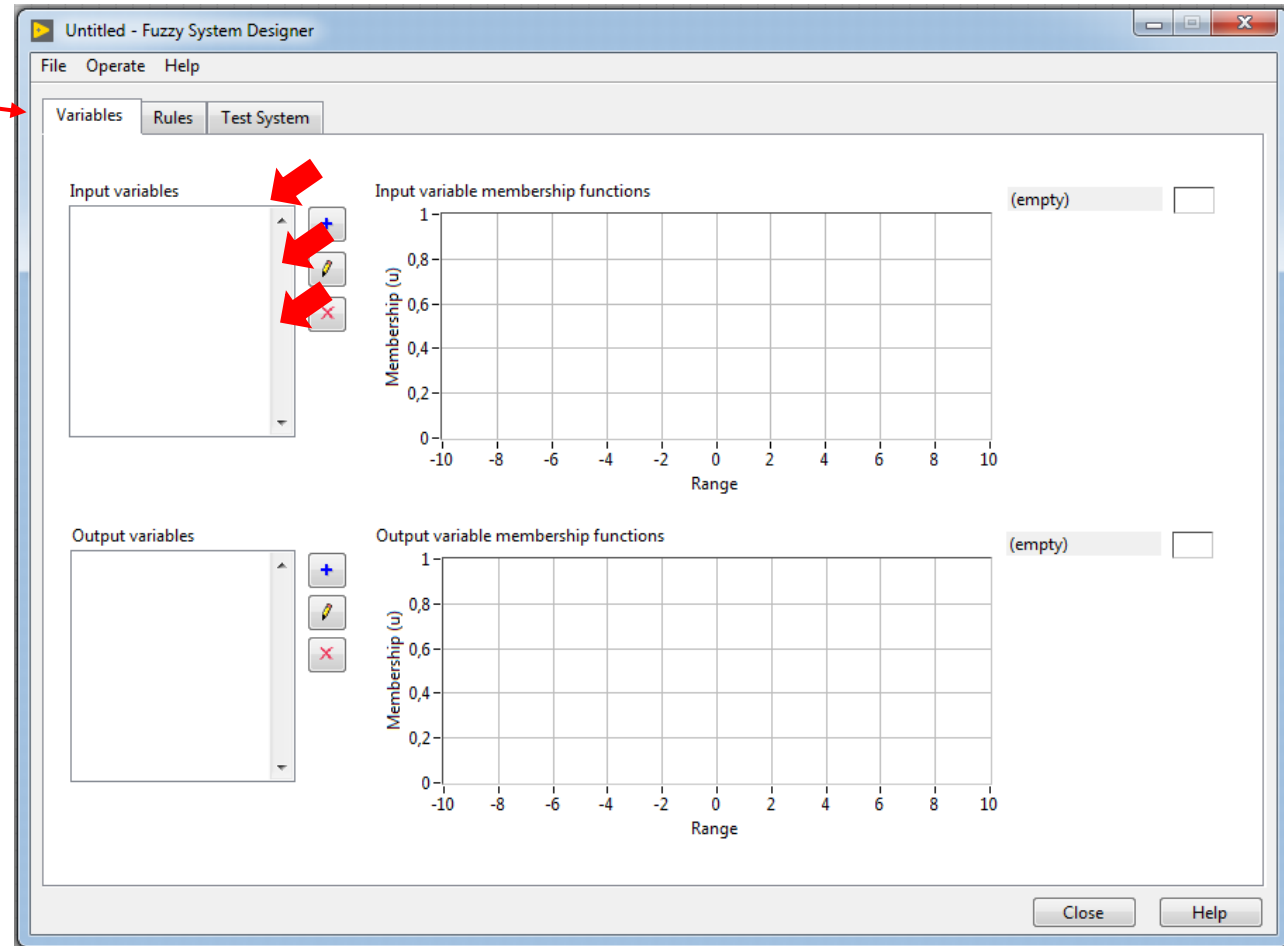 Untitled - Fuzzy System Designer
File Operate Help
Variables Rules Test System
Input variables
Input variable membership functions
(empty)
1
0,8
0,6
0,4
0,2
0
Membership (u)
-10 -8 -6 -4 -2 0 2 4 6 8 10
Range
Output variables
Output variable membership functions
(empty)
1
0,8
0,6
0,4
0,2
0
Membership (u)
-10 -8 -6 -4 -2 0 2 4 6 8 10
Range
Close Help